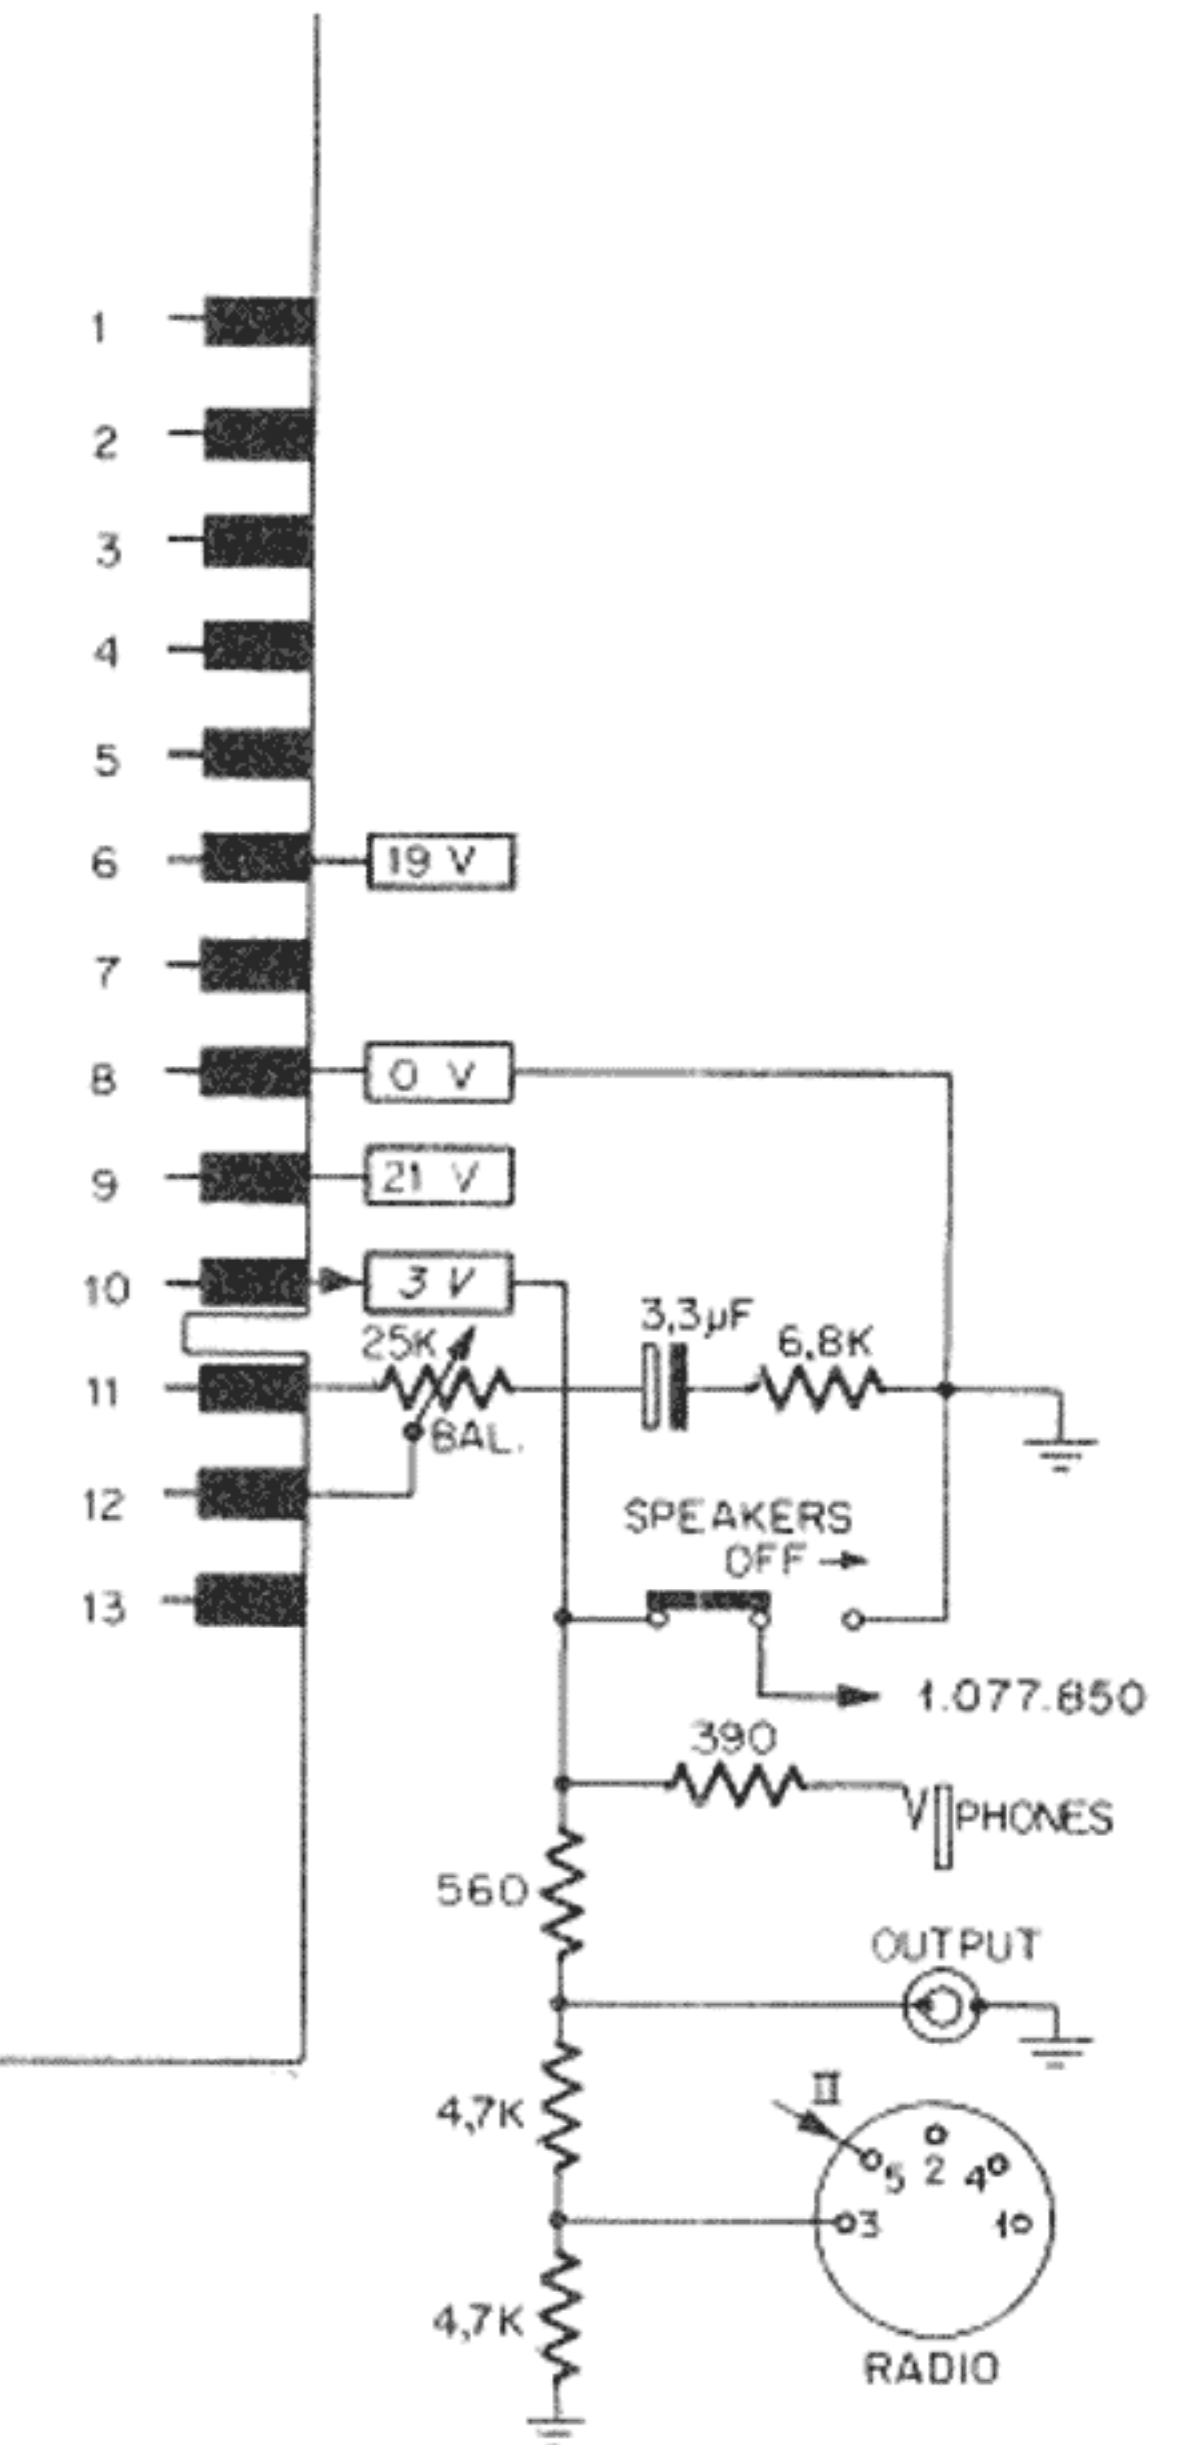 1
2
3
4
5
6
19 V
7
8
0 V
9
21 V
10
3 V
3,3µF
25K
6,8K
11
BAL.
12
SPEAKERS
OFF
13
1.077.850
390
PHONES
560
OUTPUT
II
4,7K
5 2 4
3 1
4,7K
RADIO